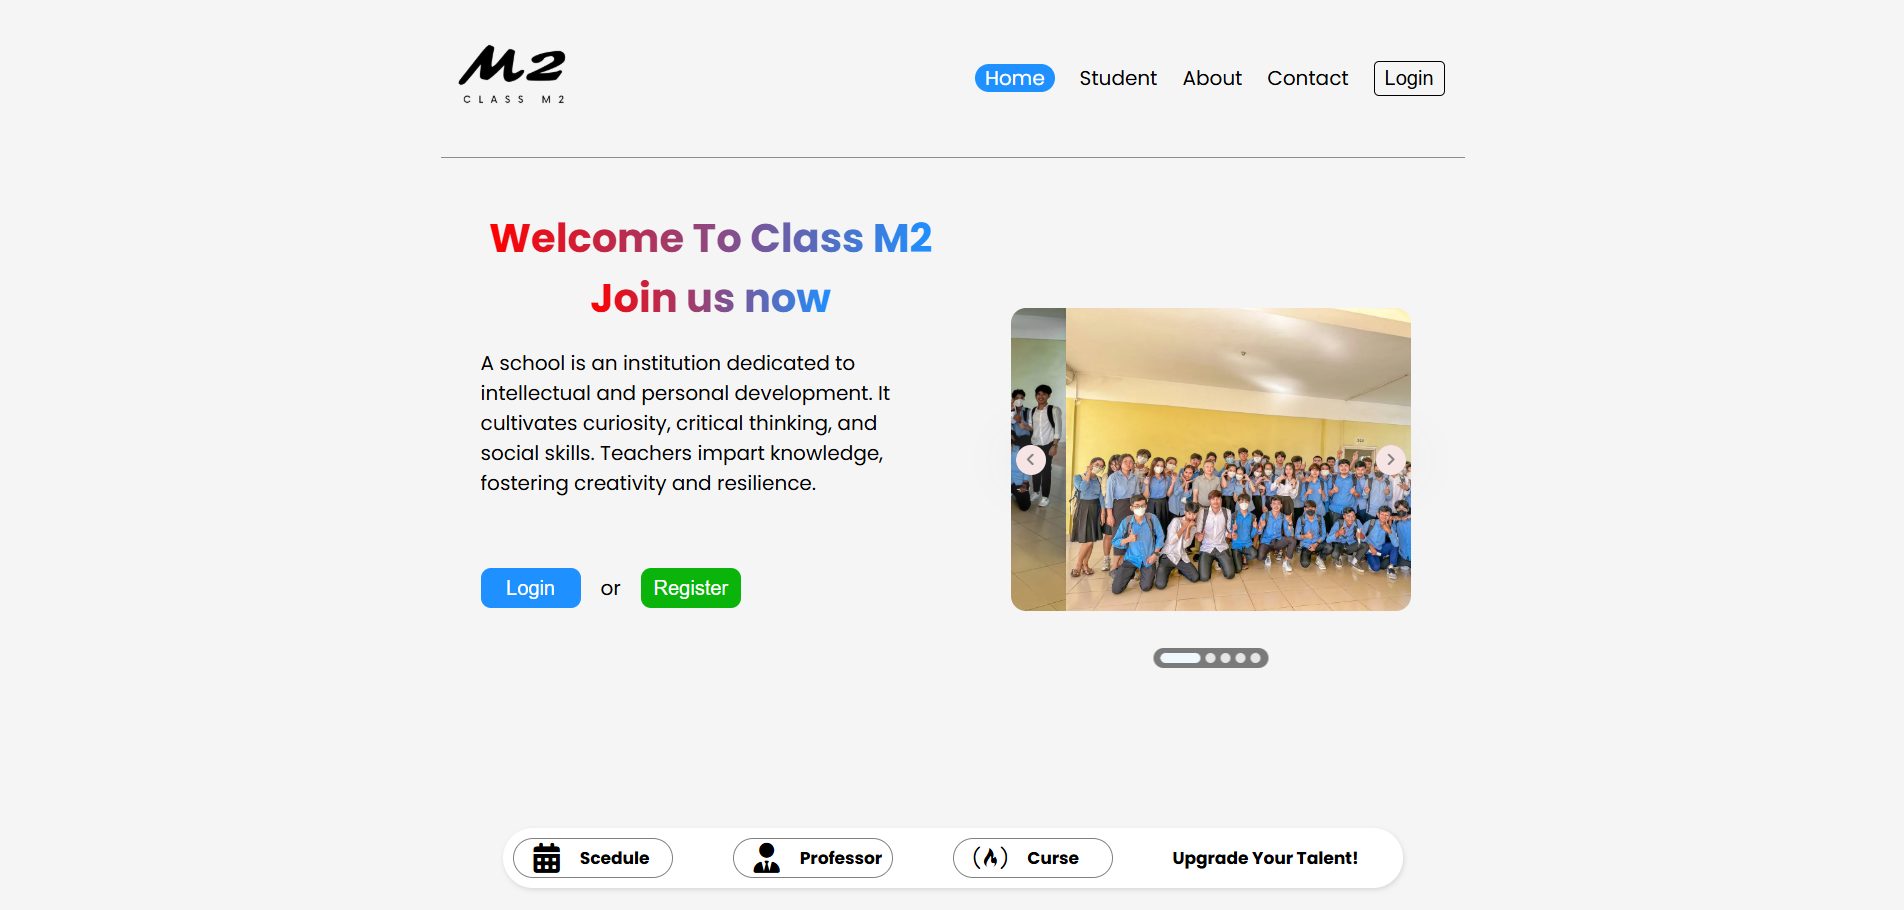 M2
CLASS M2
Home Student About Contact Login
Welcome To Class M2
Join us now
A school is an institution dedicated to
intellectual and personal development. It
cultivates curiosity, critical thinking, and
social skills. Teachers impart knowledge,
fostering creativity and resilience.
Login or Register
Scedule Professor Curse Upgrade Your Talent!